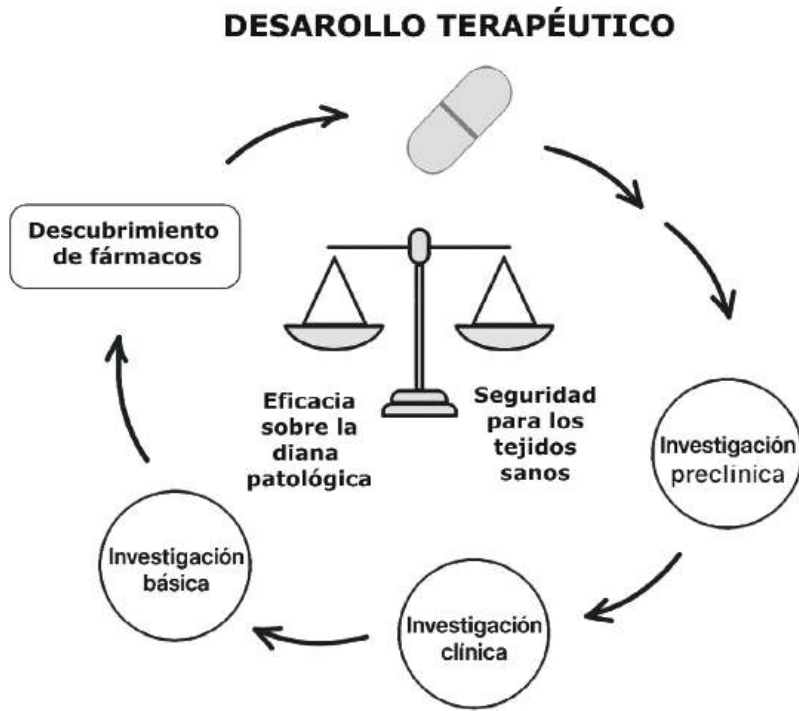 DESAROLLO TERAPÉUTICO
Descubrimiento
de fármacos
Eficacia
sobre la
diana
patológica
Seguridad
para los
tejidos
sanos
Investigación
preclinica
Investigación
básica
Investigación
clínica